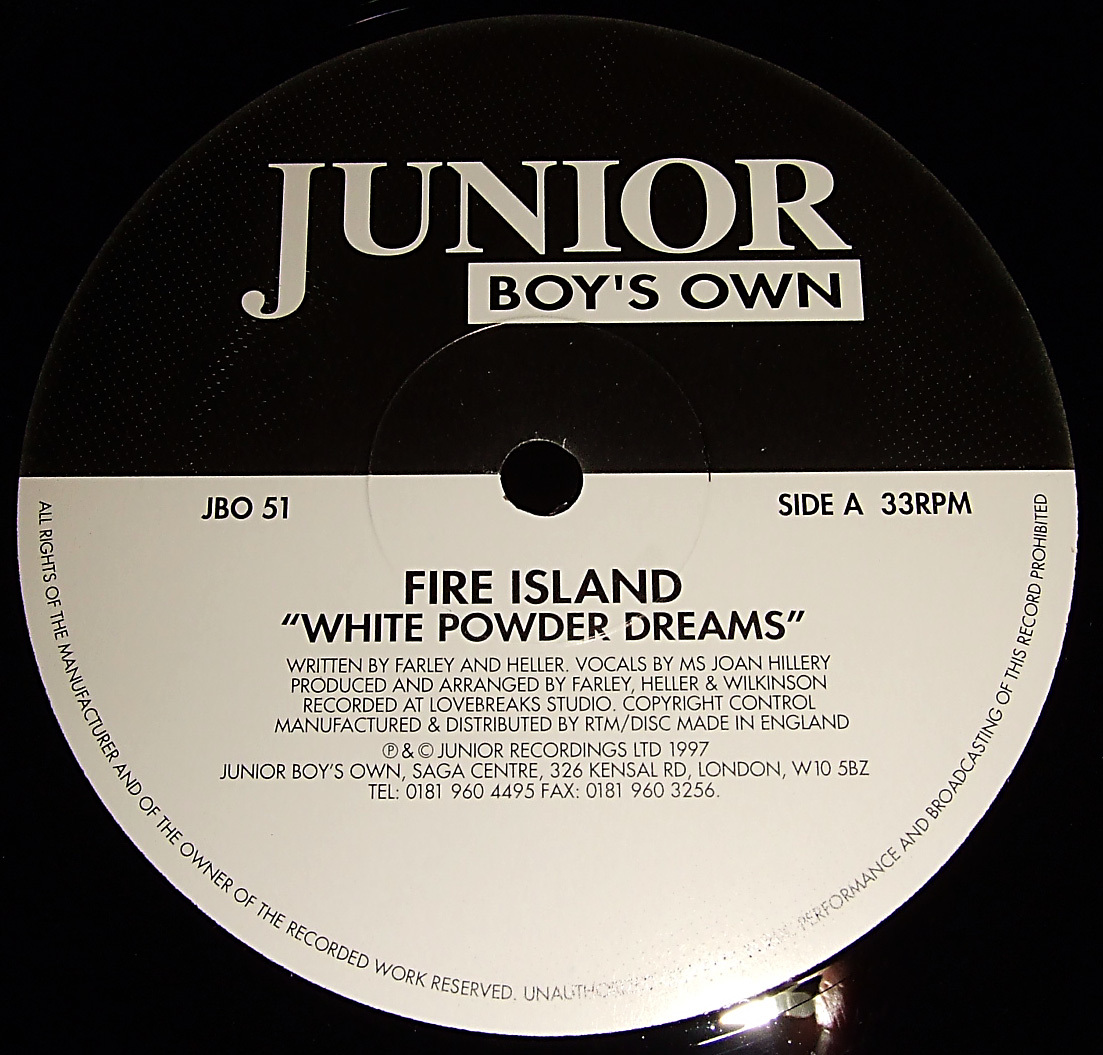 JUNIOR
BOY'S OWN
JBO 51
SIDE A 33RPM
FIRE ISLAND
“WHITE POWDER DREAMS”
WRITTEN BY FARLEY AND HELLER. VOCALS BY MS JOAN HILLERY
PRODUCED AND ARRANGED BY FARLEY, HELLER & WILKINSON
RECORDED AT LOVEBREAKS STUDIO. COPYRIGHT CONTROL
MANUFACTURED & DISTRIBUTED BY RTM/DISC MADE IN ENGLAND
℗ & © JUNIOR RECORDINGS LTD 1997
JUNIOR BOY'S OWN, SAGA CENTRE, 326 KENSAL RD, LONDON, W10 5BZ
TEL: 0181 960 4495 FAX: 0181 960 3256.
ALL RIGHTS OF THE MANUFACTURER AND OF THE OWNER OF THE RECORDED WORK RESERVED. PERFORMANCE AND BROADCASTING OF THIS RECORD PROHIBITED